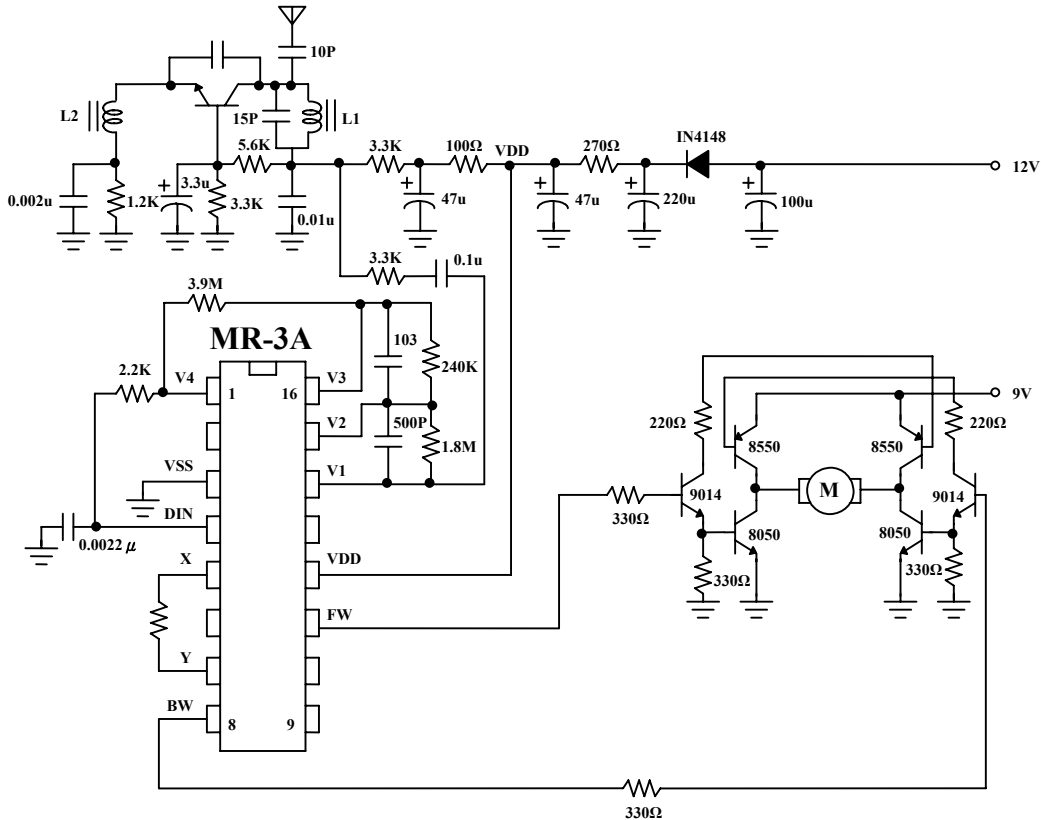 10P
L2
15P
L1
5.6K
3.3K
100Ω
VDD
270Ω
IN4148
12V
0.002u
1.2K
3.3u
+
3.3K
0.01u
+
47u
+
47u
+
220u
+
100u
3.3K
0.1u
3.9M
MR-3A
103
240K
2.2K
V4
1
16
V3
9V
V2
500P
220Ω
8550
8550
220Ω
1.8M
VSS
V1
9014
M
9014
330Ω
DIN
0.0022 μ
8050
8050
X
VDD
330Ω
330Ω
FW
Y
BW
8
9
330Ω